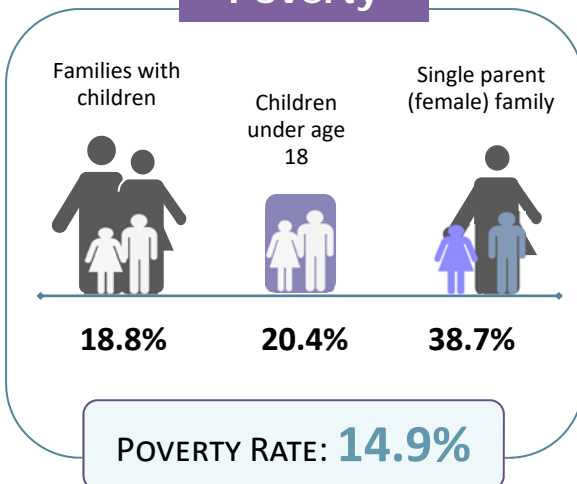 Poverty
Families with
children
Children
under age
18
Single parent
(female) family
18.8%
20.4%
38.7%
POVERTY RATE: 14.9%